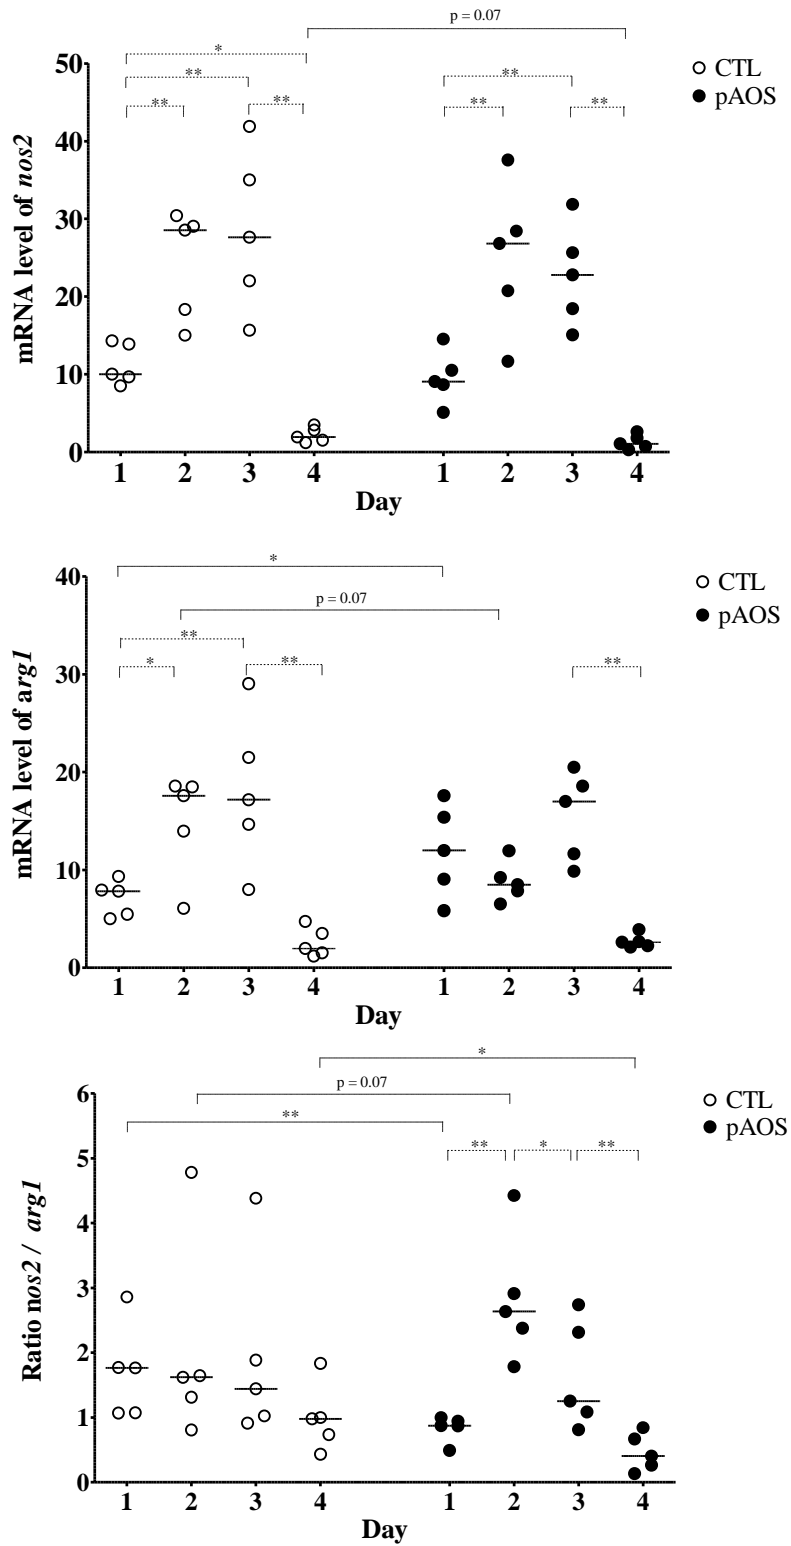 p = 0.07
*
** **
** ** ** **
CTL
pAOS
50
40
30
20
10
0
mRNA level of nos2
1 2 3 4 1 2 3 4
Day
*
p = 0.07
**
* ** **
CTL
pAOS
40
30
20
10
0
mRNA level of arg1
1 2 3 4 1 2 3 4
Day
*
p = 0.07
**
** * **
CTL
pAOS
6
5
4
3
2
1
0
Ratio nos2 / arg1
1 2 3 4 1 2 3 4
Day